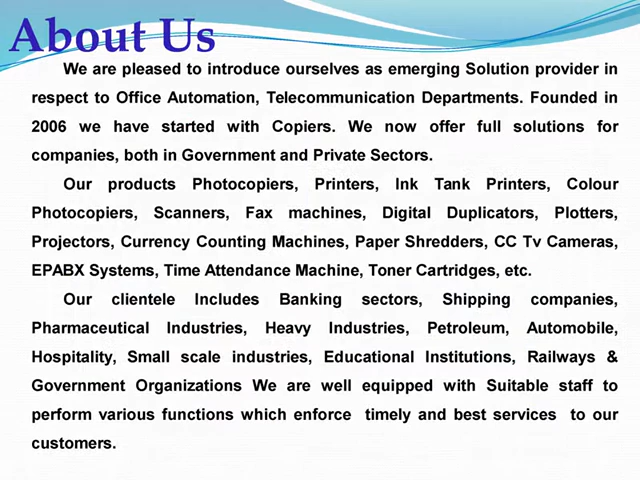 About Us
We are pleased to introduce ourselves as emerging Solution provider in
respect to Office Automation, Telecommunication Departments. Founded in
2006 we have started with Copiers. We now offer full solutions for
companies, both in Government and Private Sectors.
Our products Photocopiers, Printers, Ink Tank Printers, Colour
Photocopiers, Scanners, Fax machines, Digital Duplicators, Plotters,
Projectors, Currency Counting Machines, Paper Shredders, CC Tv Cameras,
EPABX Systems, Time Attendance Machine, Toner Cartridges, etc.
Our clientele Includes Banking sectors, Shipping companies,
Pharmaceutical Industries, Heavy Industries, Petroleum, Automobile,
Hospitality, Small scale industries, Educational Institutions, Railways &
Government Organizations We are well equipped with Suitable staff to
perform various functions which enforce timely and best services to our
customers.